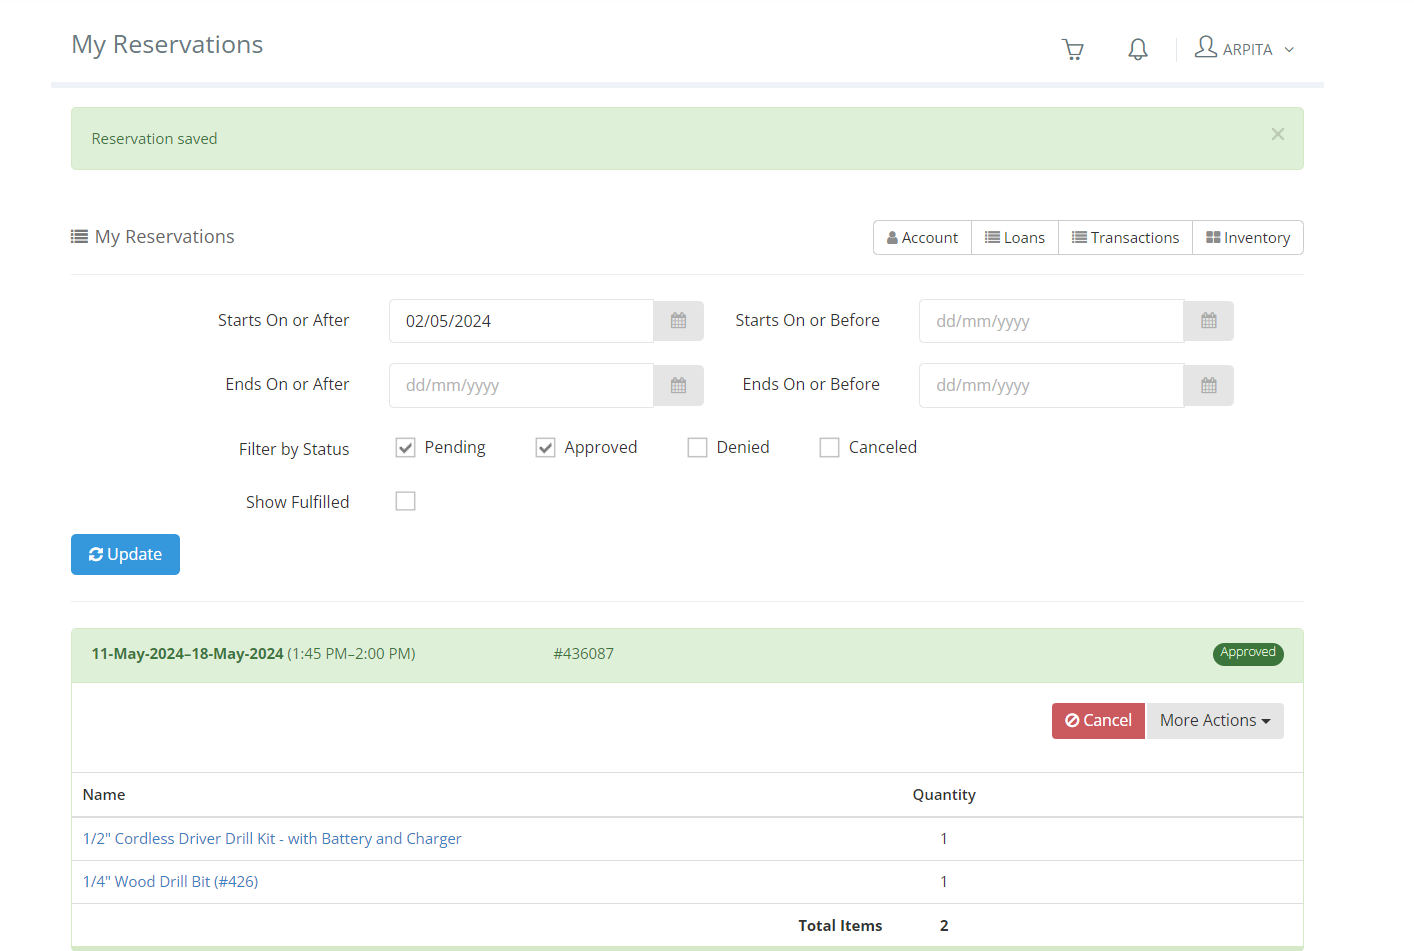 My Reservations
ARPITA
Reservation saved
×
My Reservations
Account Loans Transactions Inventory
Starts On or After 02/05/2024 Starts On or Before dd/mm/yyyy
Ends On or After dd/mm/yyyy Ends On or Before dd/mm/yyyy
Filter by Status Pending Approved Denied Canceled
Show Fulfilled
Update
11-May-2024–18-May-2024 (1:45 PM–2:00 PM) #436087 Approved
Cancel More Actions
Name Quantity
1/2" Cordless Driver Drill Kit - with Battery and Charger 1
1/4" Wood Drill Bit (#426) 1
Total Items 2